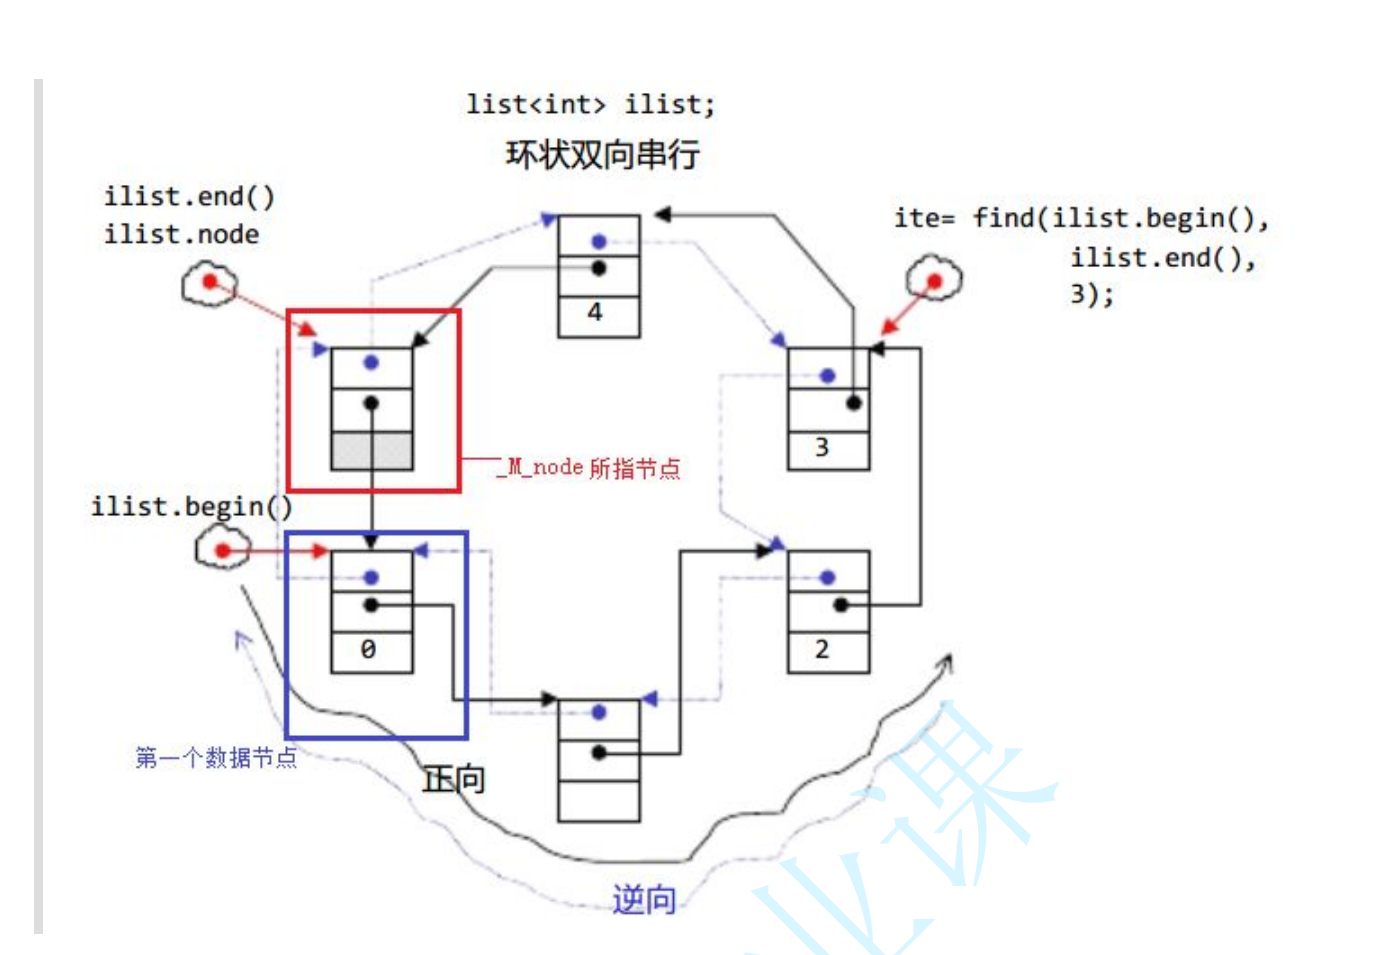 list<int> ilist;
环状双向串行
ilist.end()
ilist.node
ite= find(ilist.begin(),
ilist.end(),
3);
4
3
_M_node 所指节点
ilist.begin()
0
2
第一个数据节点
正向
逆向
业课